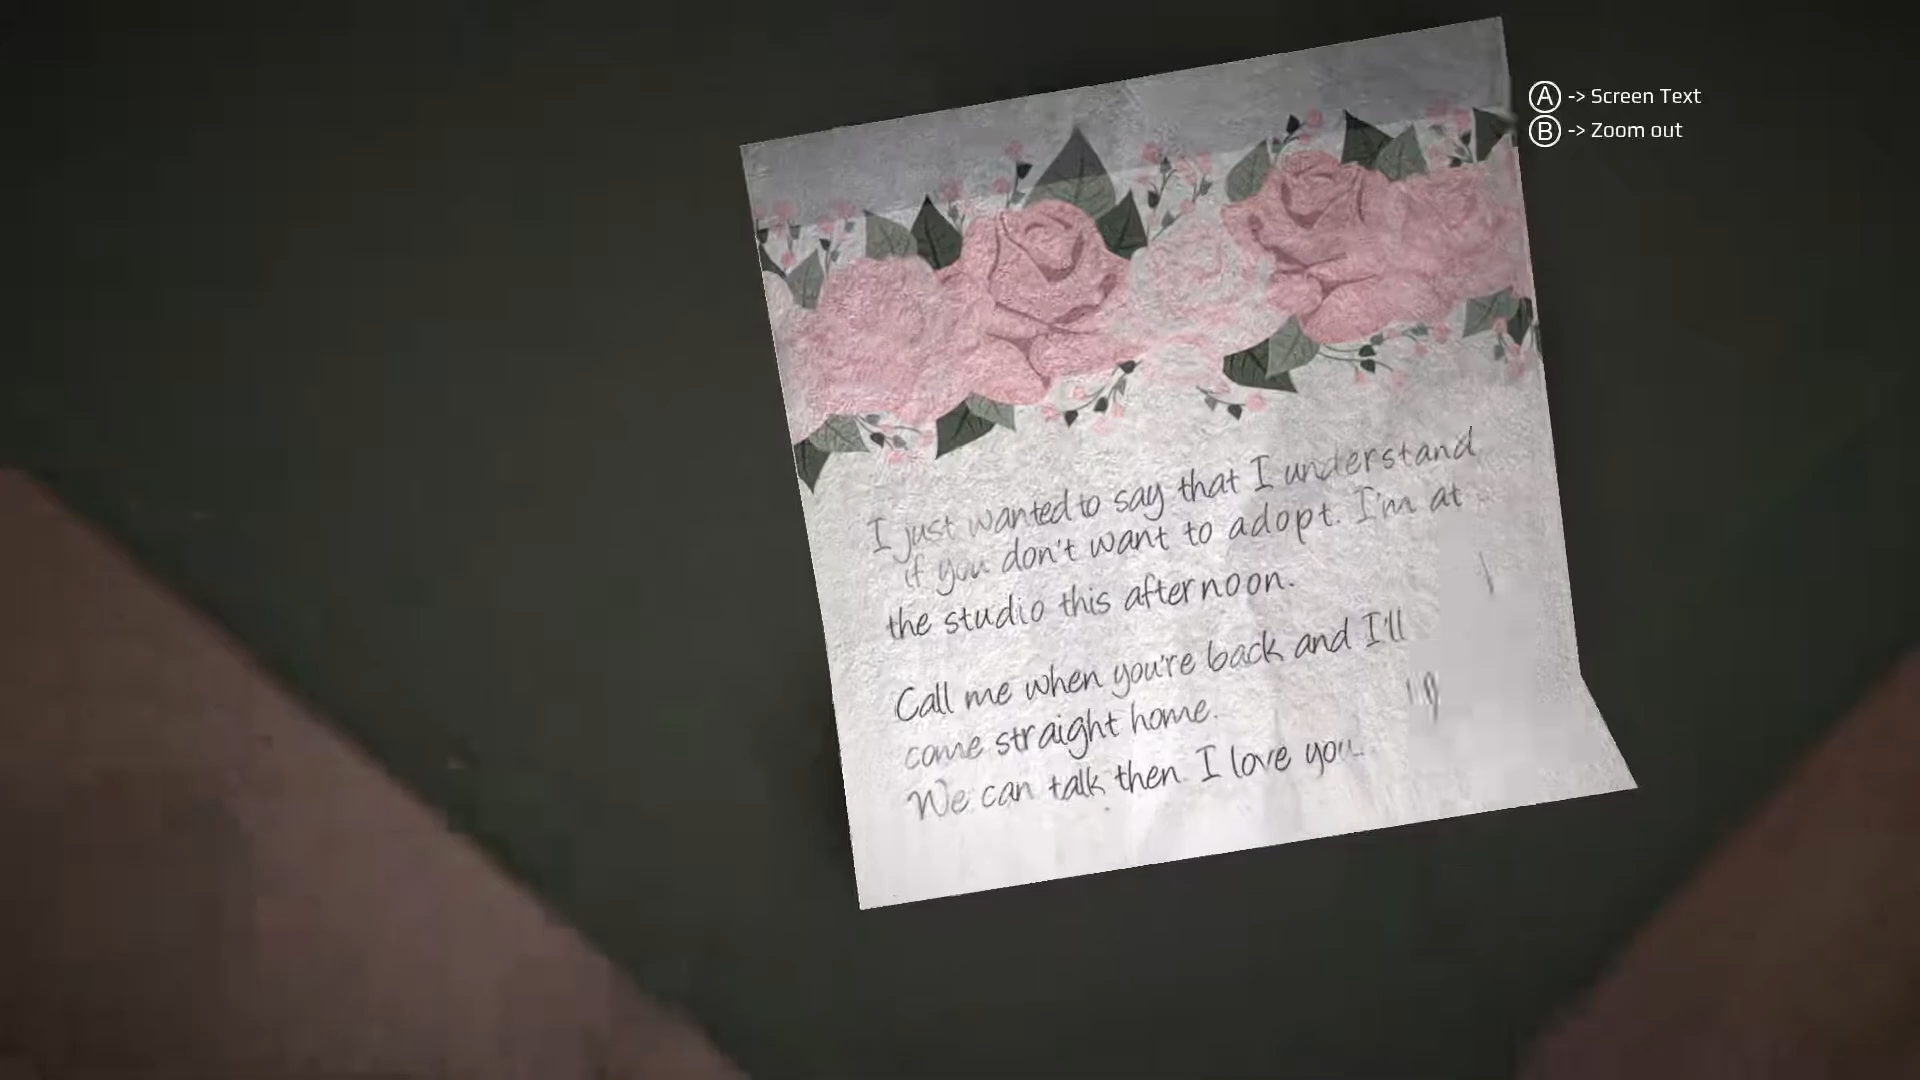 A -> Screen Text
B -> Zoom out
I just wanted to say that I understand
if you don't want to adopt. I'm at
the studio this afternoon.
Call me when you're back and I'll
come straight home.
We can talk then. I love you.